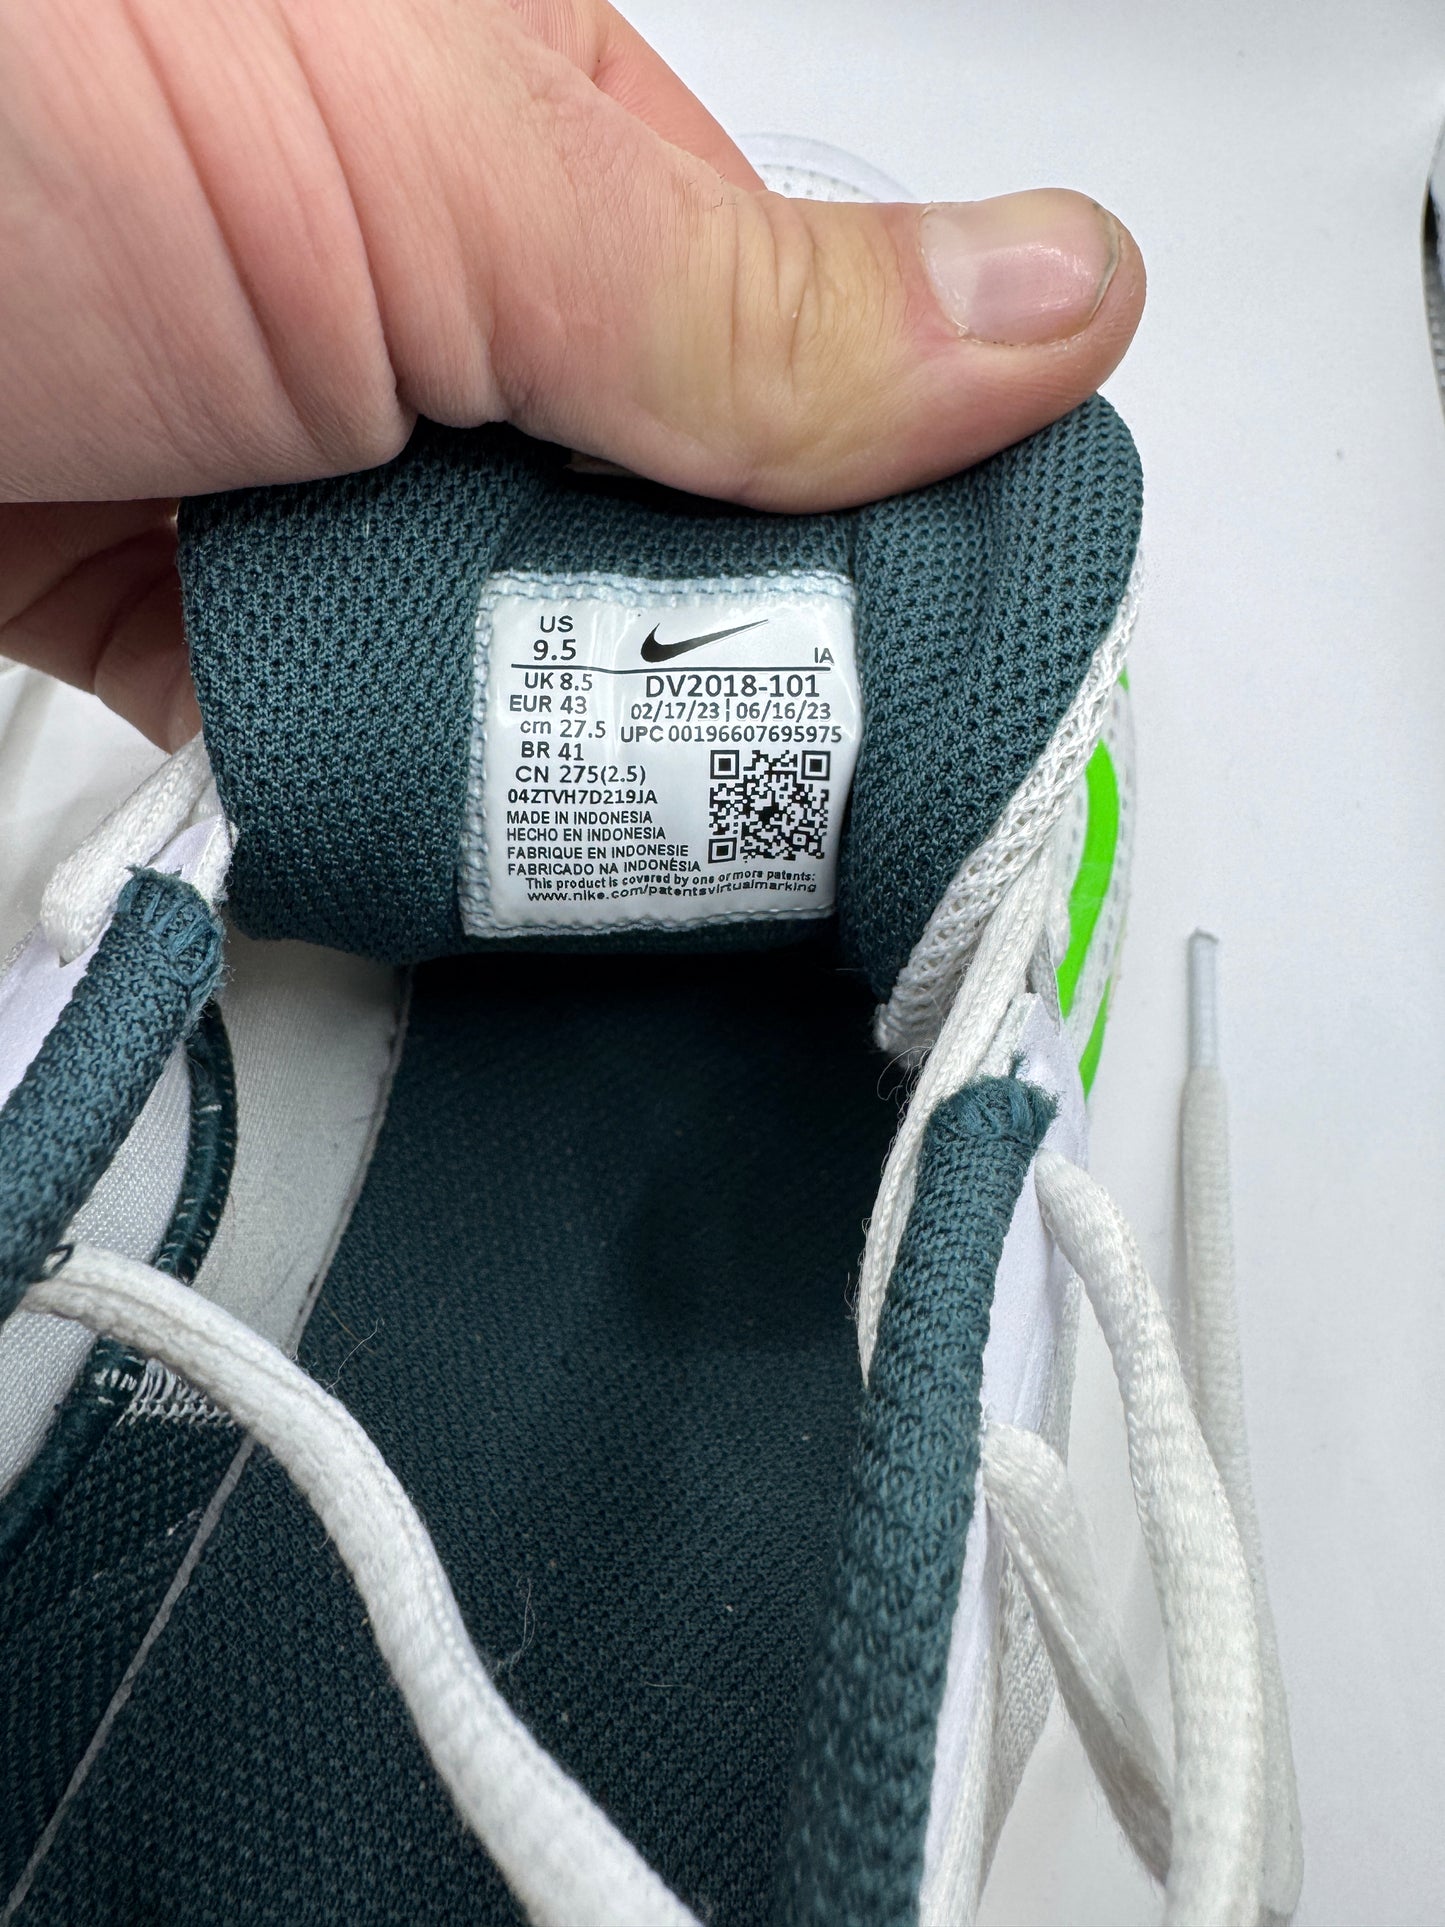 US
9.5
IA
UK 8.5
EUR 43
cm 27.5
BR 41
CN 275(2.5)
DV2018-101
02/17/23 | 06/16/23
UPC 00196607695975
04ZTVH7D219JA
MADE IN INDONESIA
HECHO EN INDONESIA
FABRIQUE EN INDONESIE
FABRICADO NA INDONÉSIA
This product is covered by one or more patents:
www.nike.com/patentsvirtualmarking